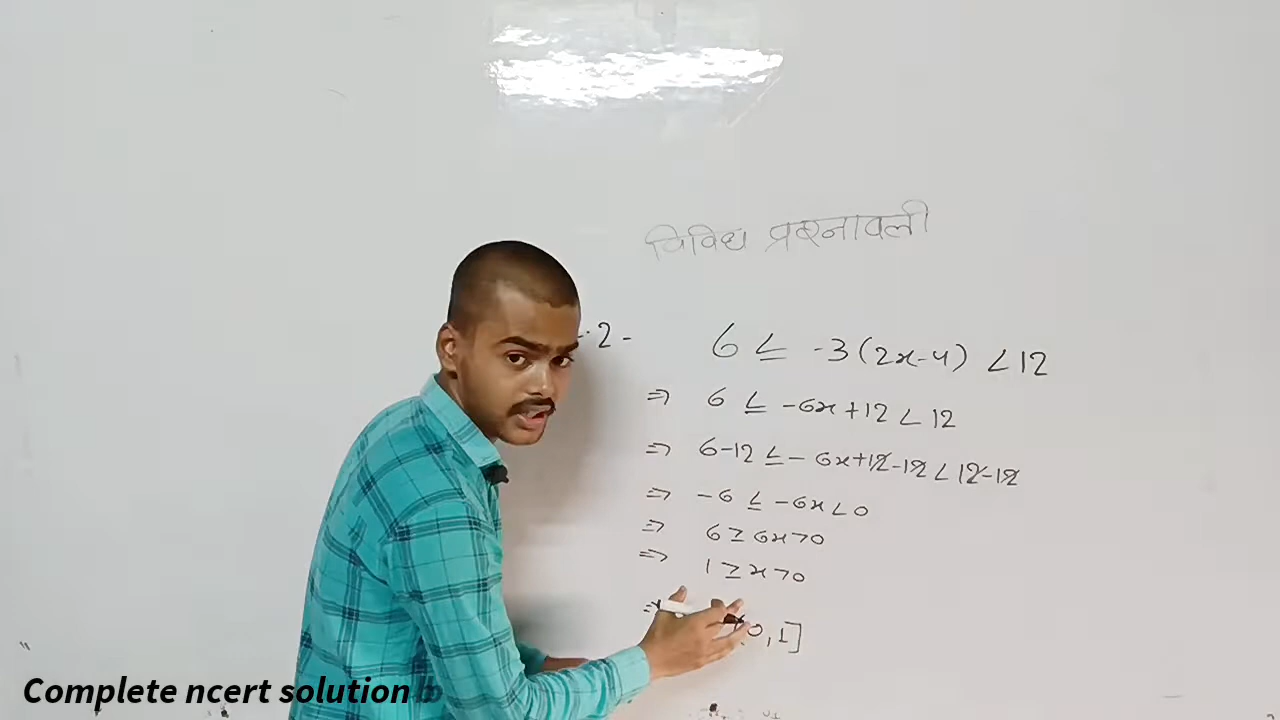 विविध प्रश्नावली
2- 6 ≤ -3(2x-4) < 12
⇒ 6 ≤ -6x+12 < 12
⇒ 6-12 ≤ -6x+12-12 < 12-12
⇒ -6 ≤ -6x < 0
⇒ 6 ≥ 6x > 0
⇒ 1 ≥ x > 0
0, 1]
Complete ncert solution b